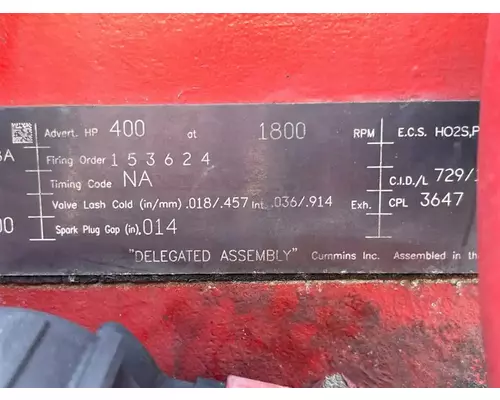 Advert. HP 400 at 1800 RPM E.C.S. HO2S,P
Firing Order 1 5 3 6 2 4
Timing Code NA C.I.D./L 729/
Valve Lash Cold (in/mm) .018/.457 Int. .036/.914 Exh. CPL 3647
00 Spark Plug Gap (in) .014
"DELEGATED ASSEMBLY" Cummins Inc. Assembled in the